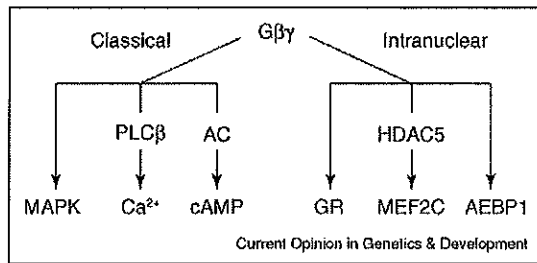 Gβγ
Classical Intranuclear
PLCβ AC HDAC5
MAPK Ca²⁺ cAMP GR MEF2C AEBP1
Current Opinion in Genetics & Development